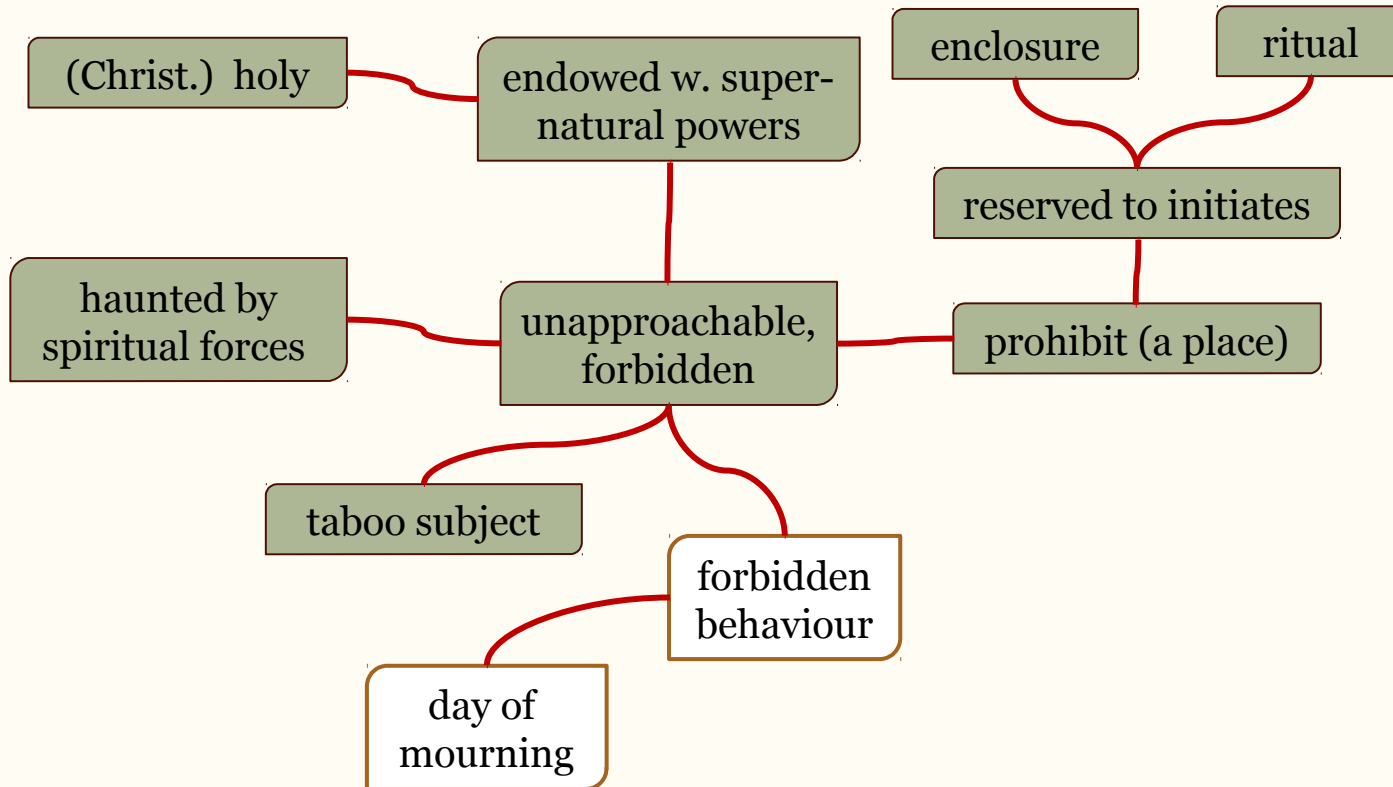 enclosure
ritual
(Christ.) holy
endowed w. super-
natural powers
reserved to initiates
haunted by
spiritual forces
unapproachable,
forbidden
prohibit (a place)
taboo subject
forbidden
behaviour
day of
mourning